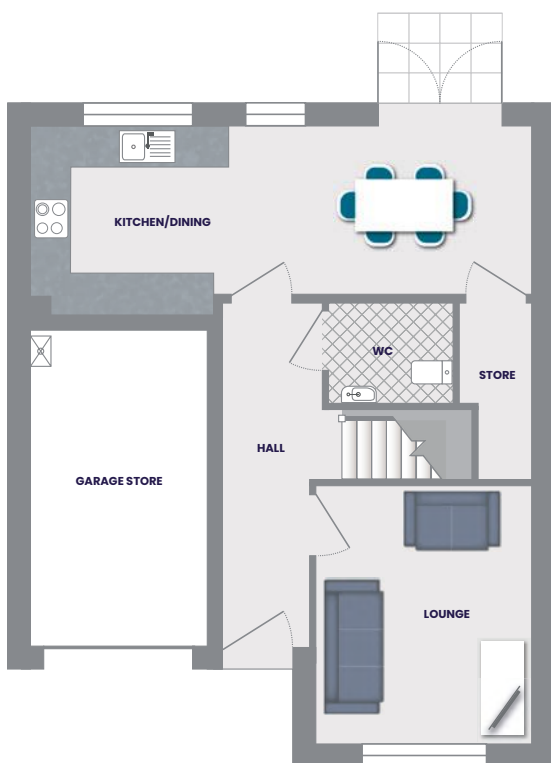 KITCHEN/DINING
WC
STORE
HALL
GARAGE STORE
LOUNGE